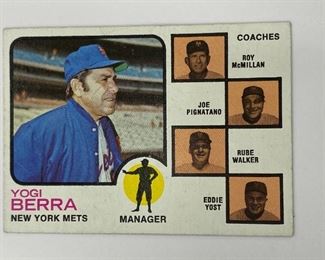 COACHES
ROY
McMILLAN
JOE
PIGNATANO
RUBE
WALKER
EDDIE
YOST
YOGI
BERRA
NEW YORK METS
MANAGER